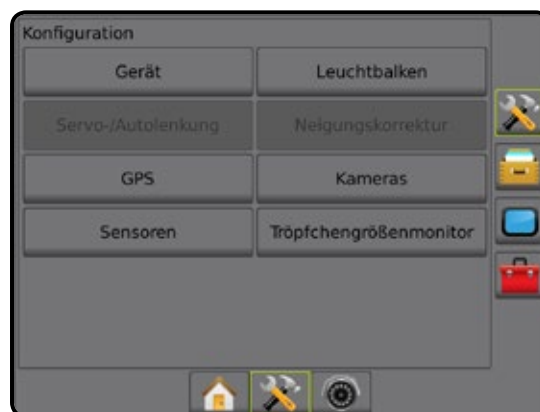 Konfiguration
Gerät
Leuchtbalken
Servo-/Autolenkung
Neigungskorrektur
GPS
Kameras
Sensoren
Tröpfchengrößenmonitor